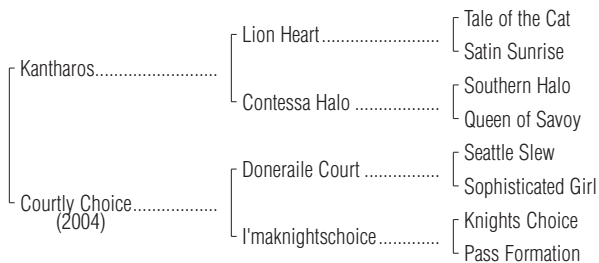 Tale of the Cat
Lion Heart........................
Satin Sunrise
Kantharos..........................
Southern Halo
Contessa Halo ..................
Queen of Savoy
Seattle Slew
Doneraile Court ................
Sophisticated Girl
Courtly Choice..................
(2004)
Knights Choice
I'maknightschoice.............
Pass Formation